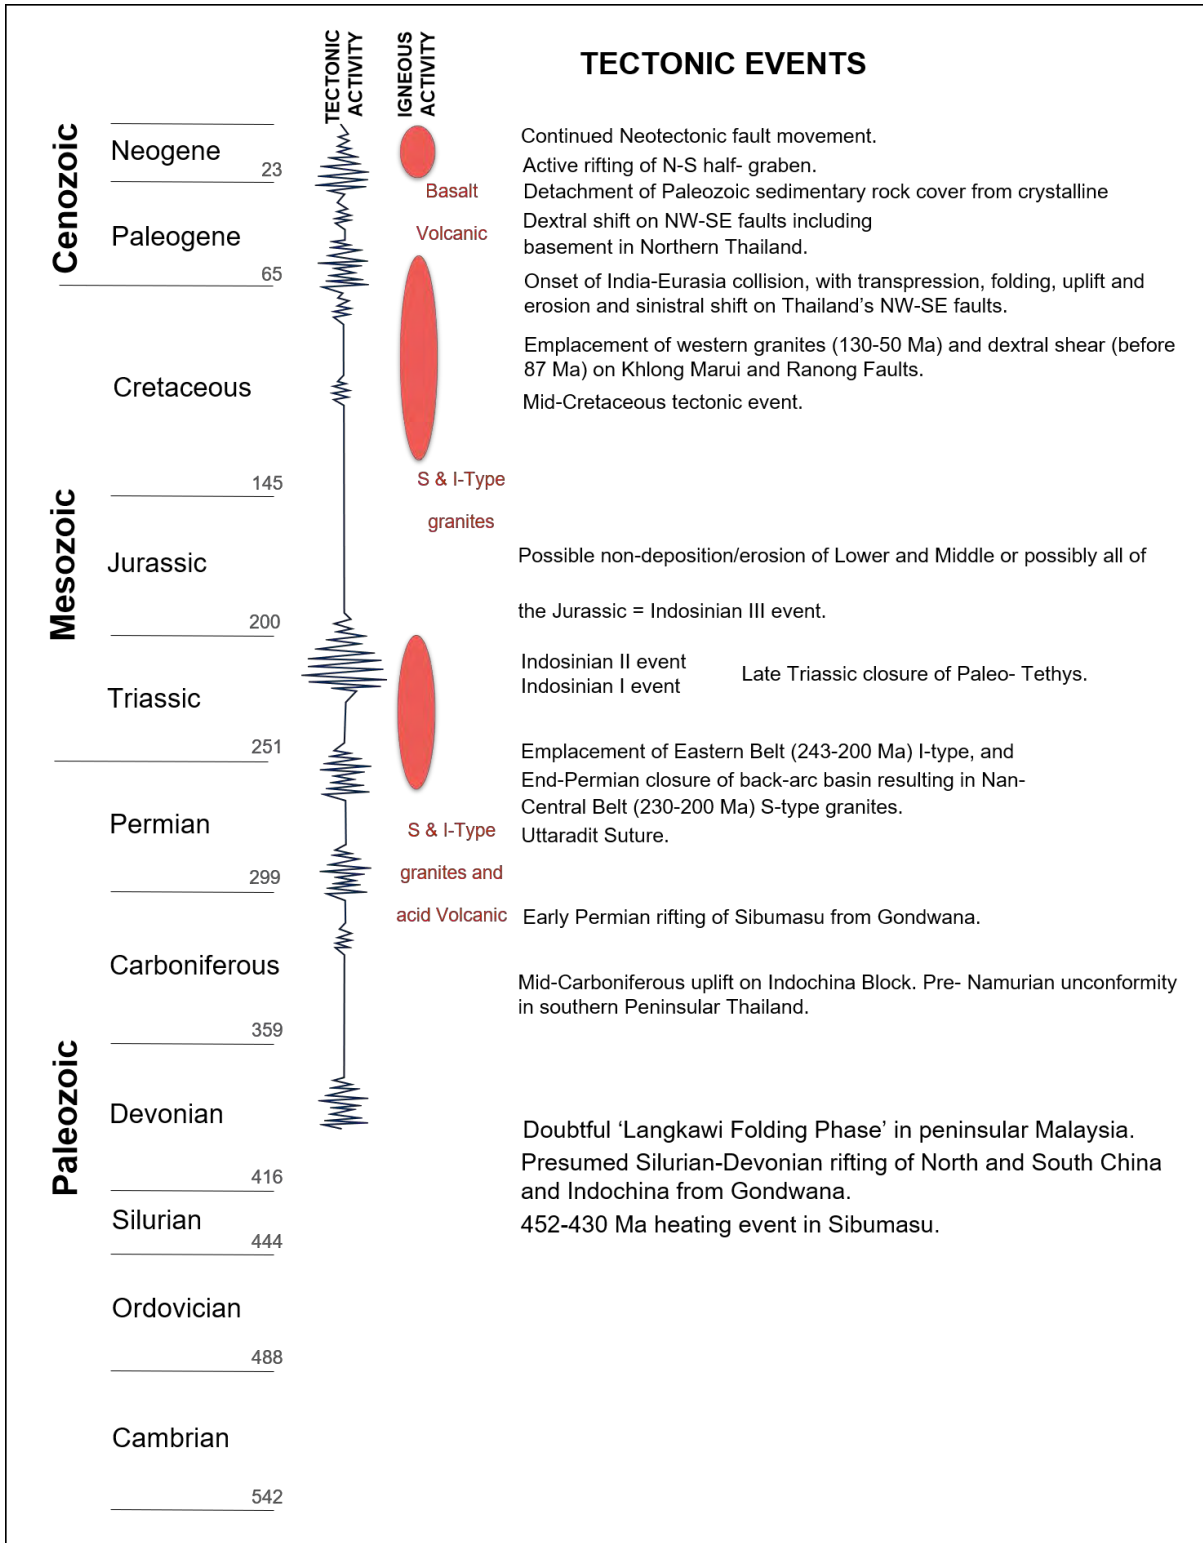 TECTONIC
ACTIVITY
IGNEOUS
ACTIVITY
TECTONIC EVENTS
Cenozoic
Neogene
23
Paleogene
65
Mesozoic
Cretaceous
145
Jurassic
200
Triassic
251
Paleozoic
Permian
299
Carboniferous
359
Devonian
416
Silurian
444
Ordovician
488
Cambrian
542
Basalt
Volcanic
S & I-Type
granites
S & I-Type
granites and
acid Volcanic
Continued Neotectonic fault movement.
Active rifting of N-S half- graben.
Detachment of Paleozoic sedimentary rock cover from crystalline
Dextral shift on NW-SE faults including
basement in Northern Thailand.
Onset of India-Eurasia collision, with transpression, folding, uplift and
erosion and sinistral shift on Thailand’s NW-SE faults.
Emplacement of western granites (130-50 Ma) and dextral shear (before
87 Ma) on Khlong Marui and Ranong Faults.
Mid-Cretaceous tectonic event.
Possible non-deposition/erosion of Lower and Middle or possibly all of
the Jurassic = Indosinian III event.
Indosinian II event
Indosinian I event
Late Triassic closure of Paleo- Tethys.
Emplacement of Eastern Belt (243-200 Ma) I-type, and
End-Permian closure of back-arc basin resulting in Nan-
Central Belt (230-200 Ma) S-type granites.
Uttaradit Suture.
Early Permian rifting of Sibumasu from Gondwana.
Mid-Carboniferous uplift on Indochina Block. Pre- Namurian unconformity
in southern Peninsular Thailand.
Doubtful ‘Langkawi Folding Phase’ in peninsular Malaysia.
Presumed Silurian-Devonian rifting of North and South China
and Indochina from Gondwana.
452-430 Ma heating event in Sibumasu.